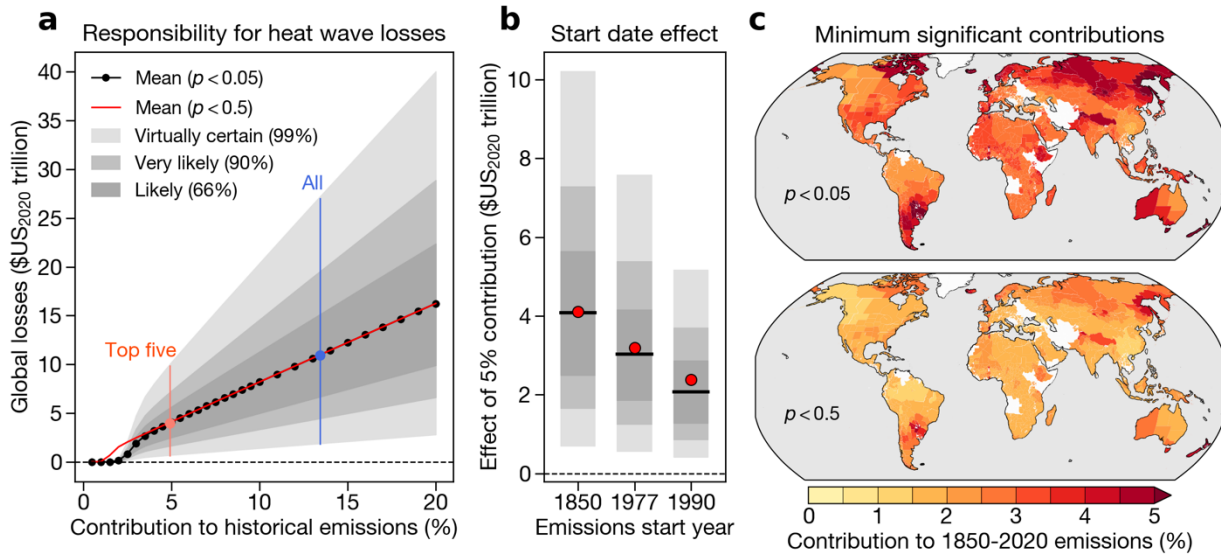 a
Responsibility for heat wave losses
Global losses ($US2020 trillion)
40
35
30
25
20
15
10
5
0
Mean (p < 0.05)
Mean (p < 0.5)
Virtually certain (99%)
Very likely (90%)
Likely (66%)
All
Top five
0 5 10 15 20
Contribution to historical emissions (%)
b
Start date effect
Effect of 5% contribution ($US2020 trillion)
10
8
6
4
2
0
1850 1977 1990
Emissions start year
c
Minimum significant contributions
p < 0.05
p < 0.5
0 1 2 3 4 5
Contribution to 1850-2020 emissions (%)